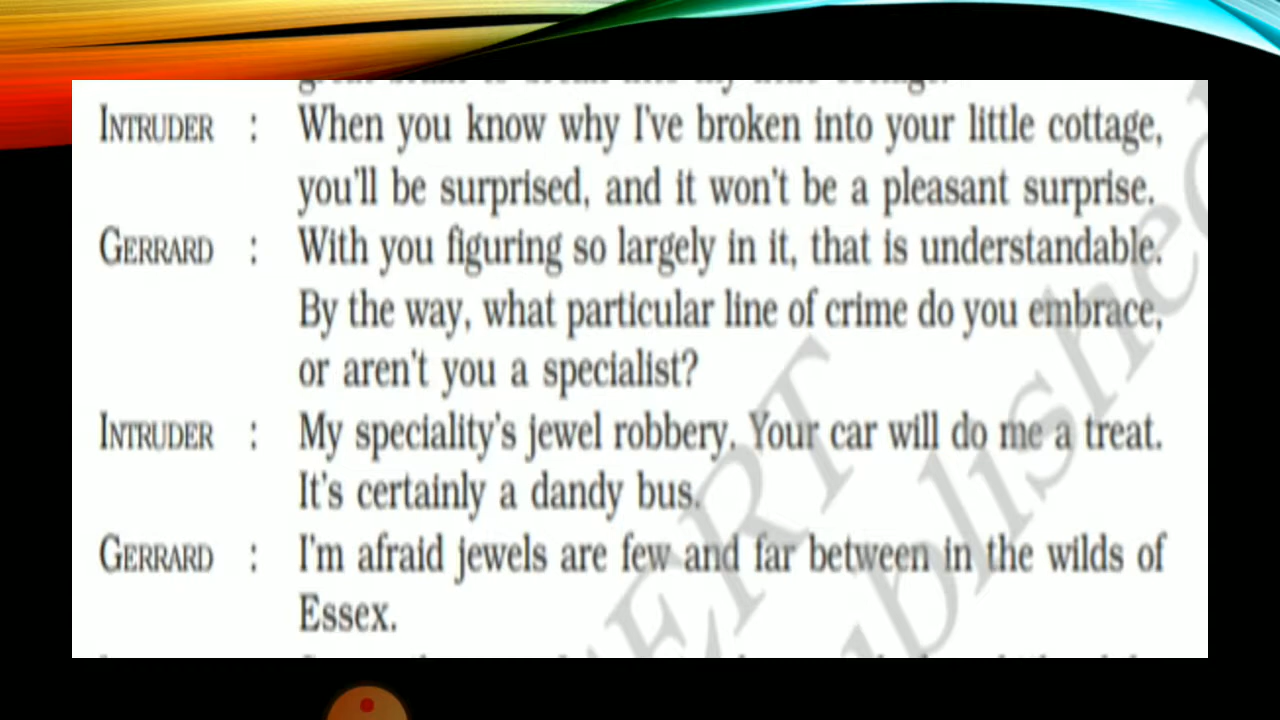 INTRUDER : When you know why I've broken into your little cottage,
you'll be surprised, and it won't be a pleasant surprise.
GERRARD : With you figuring so largely in it, that is understandable.
By the way, what particular line of crime do you embrace,
or aren't you a specialist?
INTRUDER : My speciality's jewel robbery. Your car will do me a treat.
It's certainly a dandy bus.
GERRARD : I'm afraid jewels are few and far between in the wilds of
Essex.